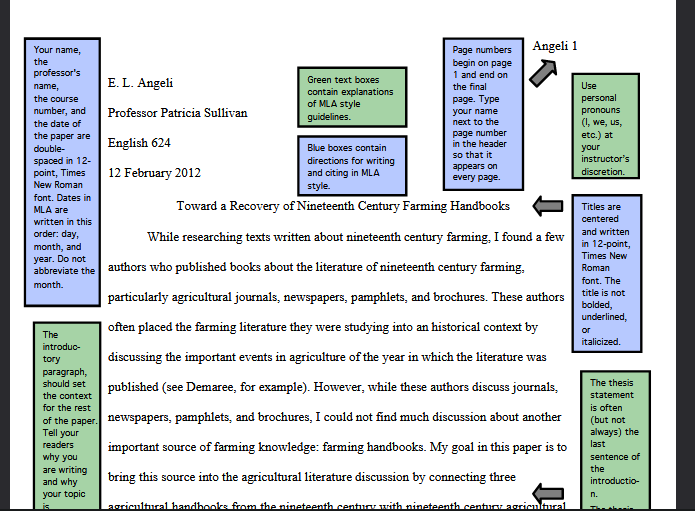 Your name,
the
professor's
name,
the course
number, and
the date of
the paper are
double-
spaced in 12-
point, Times
New Roman
font. Dates in
MLA are
written in this
order: day,
month, and
year. Do not
abbreviate the
month.
E. L. Angeli
Professor Patricia Sullivan
English 624
12 February 2012
Green text boxes
contain explanations
of MLA style
guidelines.
Blue boxes contain
directions for writing
and citing in MLA
style.
Page numbers
begin on page
1 and end on
the final
page. Type
your name
next to the
page number
in the header
so that it
appears on
every page.
Angeli 1
Use
personal
pronouns
(I, we, us,
etc.) at
your
instructor's
discretion.
Toward a Recovery of Nineteenth Century Farming Handbooks
Titles are
centered
and written
in 12-point,
Times New
Roman
font. The
title is not
bolded,
underlined,
or
italicized.
While researching texts written about nineteenth century farming, I found a few
authors who published books about the literature of nineteenth century farming,
particularly agricultural journals, newspapers, pamphlets, and brochures. These authors
often placed the farming literature they were studying into an historical context by
discussing the important events in agriculture of the year in which the literature was
published (see Demaree, for example). However, while these authors discuss journals,
newspapers, pamphlets, and brochures, I could not find much discussion about another
important source of farming knowledge: farming handbooks. My goal in this paper is to
bring this source into the agricultural literature discussion by connecting three
agricultural handbooks from the nineteenth century with nineteenth century agricultural
The
introduc-
tory
paragraph,
should set
the context
for the rest
of the paper.
Tell your
readers
why you
are writing
and why
your topic
is
The thesis
statement
is often
(but not
always) the
last
sentence of
the
introductio-
n.
The thesis